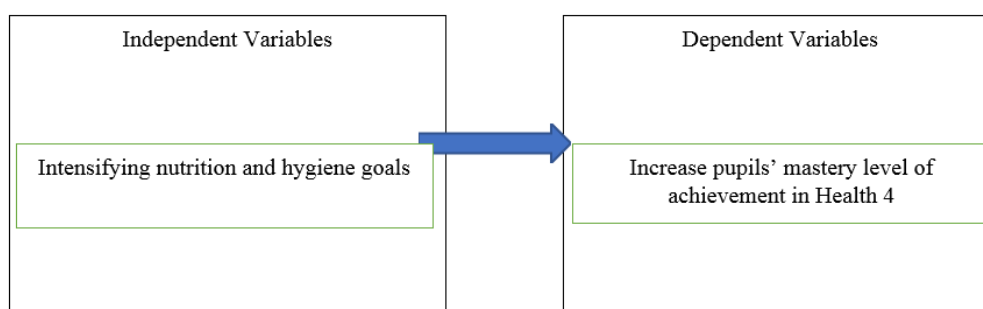 Independent Variables
Dependent Variables
Intensifying nutrition and hygiene goals
Increase pupils’ mastery level of
achievement in Health 4